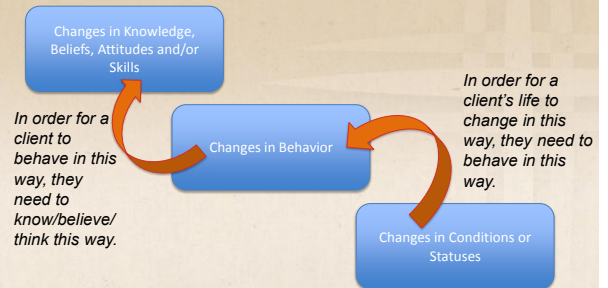 Changes in Knowledge,
Beliefs, Attitudes and/or
Skills
In order for a
client to
behave in this
way, they
need to
know/believe/
think this way.
Changes in Behavior
In order for a
client's life to
change in this
way, they need to
behave in this
way.
Changes in Conditions or
Statuses